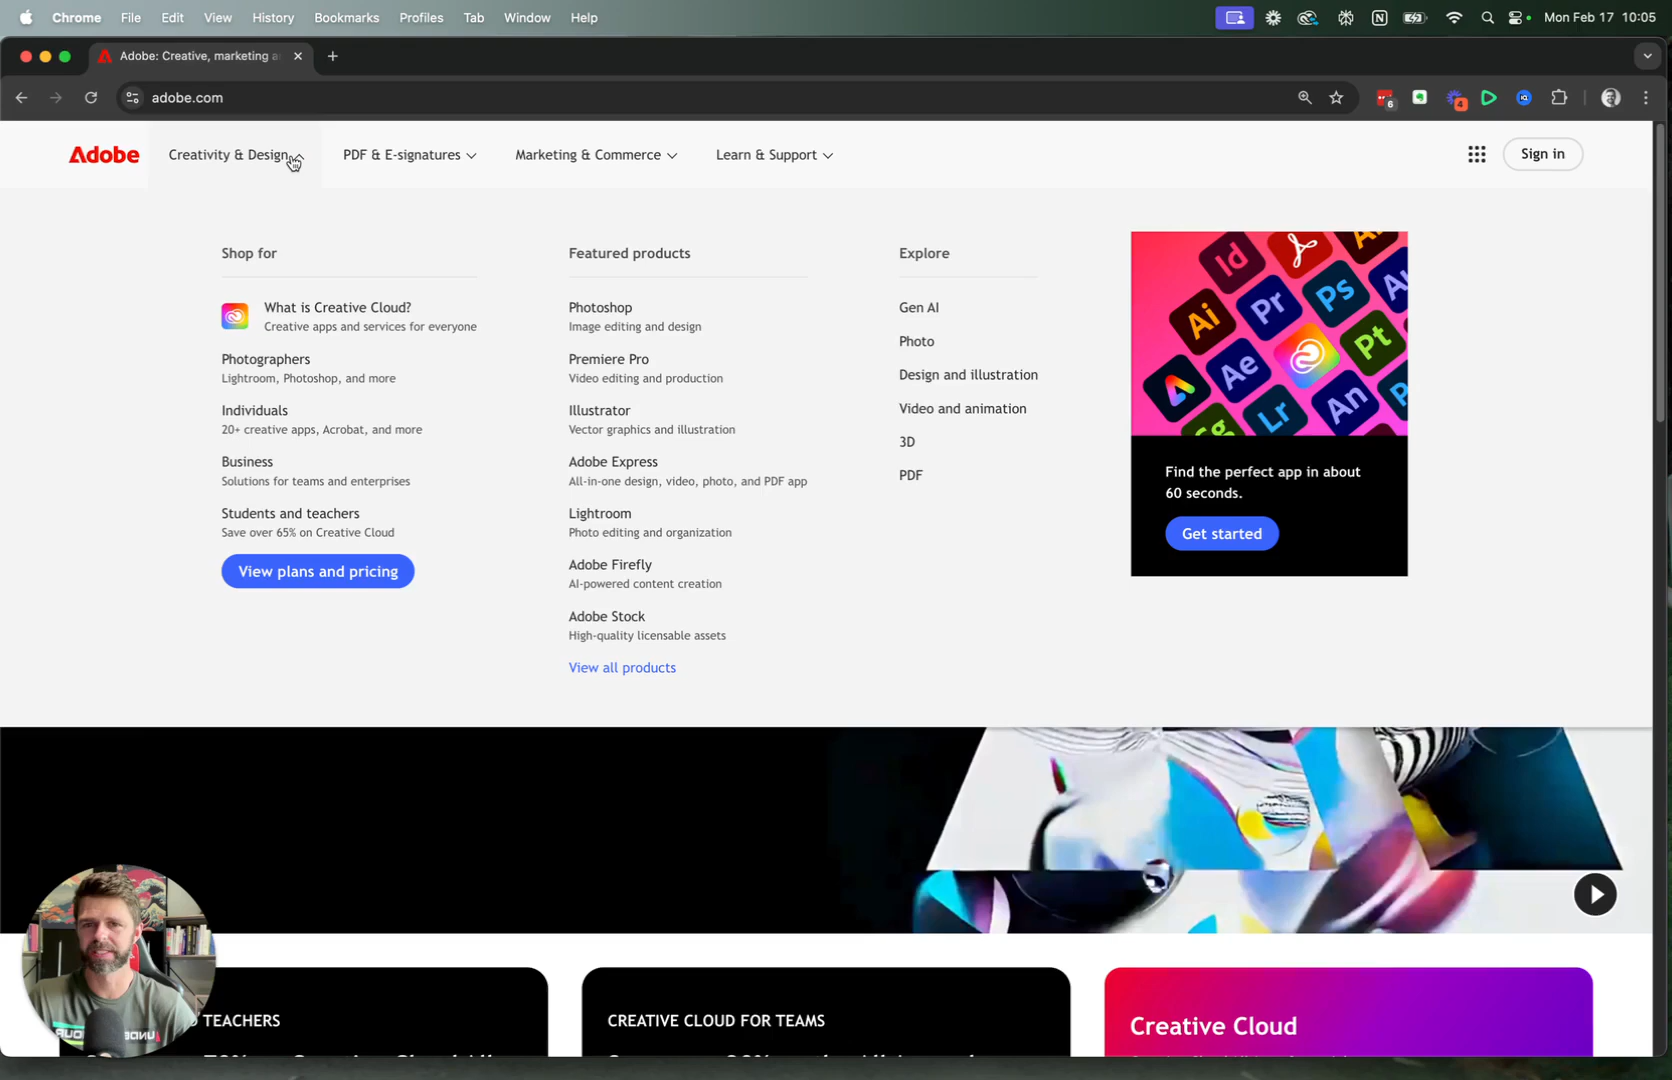 Chrome File Edit View History Bookmarks Profiles Tab Window Help Mon Feb 17 10:05
Adobe: Creative, marketing a
adobe.com
6
4
Adobe Creativity & Design PDF & E-signatures Marketing & Commerce Learn & Support Sign in
Shop for
What is Creative Cloud?
Creative apps and services for everyone
Photographers
Lightroom, Photoshop, and more
Individuals
20+ creative apps, Acrobat, and more
Business
Solutions for teams and enterprises
Students and teachers
Save over 65% on Creative Cloud
View plans and pricing
Featured products
Photoshop
Image editing and design
Premiere Pro
Video editing and production
Illustrator
Vector graphics and illustration
Adobe Express
All-in-one design, video, photo, and PDF app
Lightroom
Photo editing and organization
Adobe Firefly
AI-powered content creation
Adobe Stock
High-quality licensable assets
View all products
Explore
Gen AI
Photo
Design and illustration
Video and animation
3D
PDF
Id
Ai Pr Ps
Ae Pt
Lr An
Find the perfect app in about
60 seconds.
Get started
TEACHERS
CREATIVE CLOUD FOR TEAMS
Creative Cloud